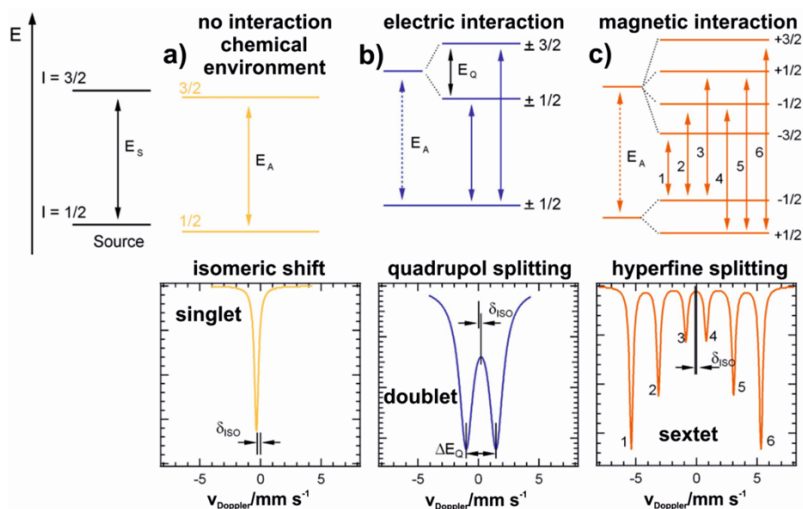 E
I = 3/2
E_S
I = 1/2
Source
a)
no interaction
chemical
environment
3/2
E_A
1/2
b)
electric interaction
± 3/2
E_Q
± 1/2
E_A
± 1/2
c)
magnetic interaction
+3/2
+1/2
-1/2
-3/2
E_A
1
2
3
4
5
6
-1/2
+1/2
isomeric shift
singlet
δ_ISO
-5 0 5
v_Doppler/mm s⁻¹
quadrupol splitting
δ_ISO
doublet
ΔE_Q
-5 0 5
v_Doppler/mm s⁻¹
hyperfine splitting
3 4
δ_ISO
2 5
sextet
1 6
-5 0 5
v_Doppler/mm s⁻¹